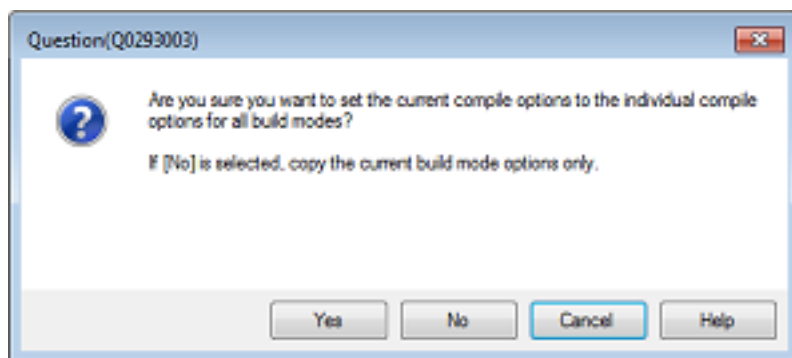 Question(Q0293003)
Are you sure you want to set the current compile options to the individual compile
options for all build modes?
If [No] is selected, copy the current build mode options only.
Yes
No
Cancel
Help